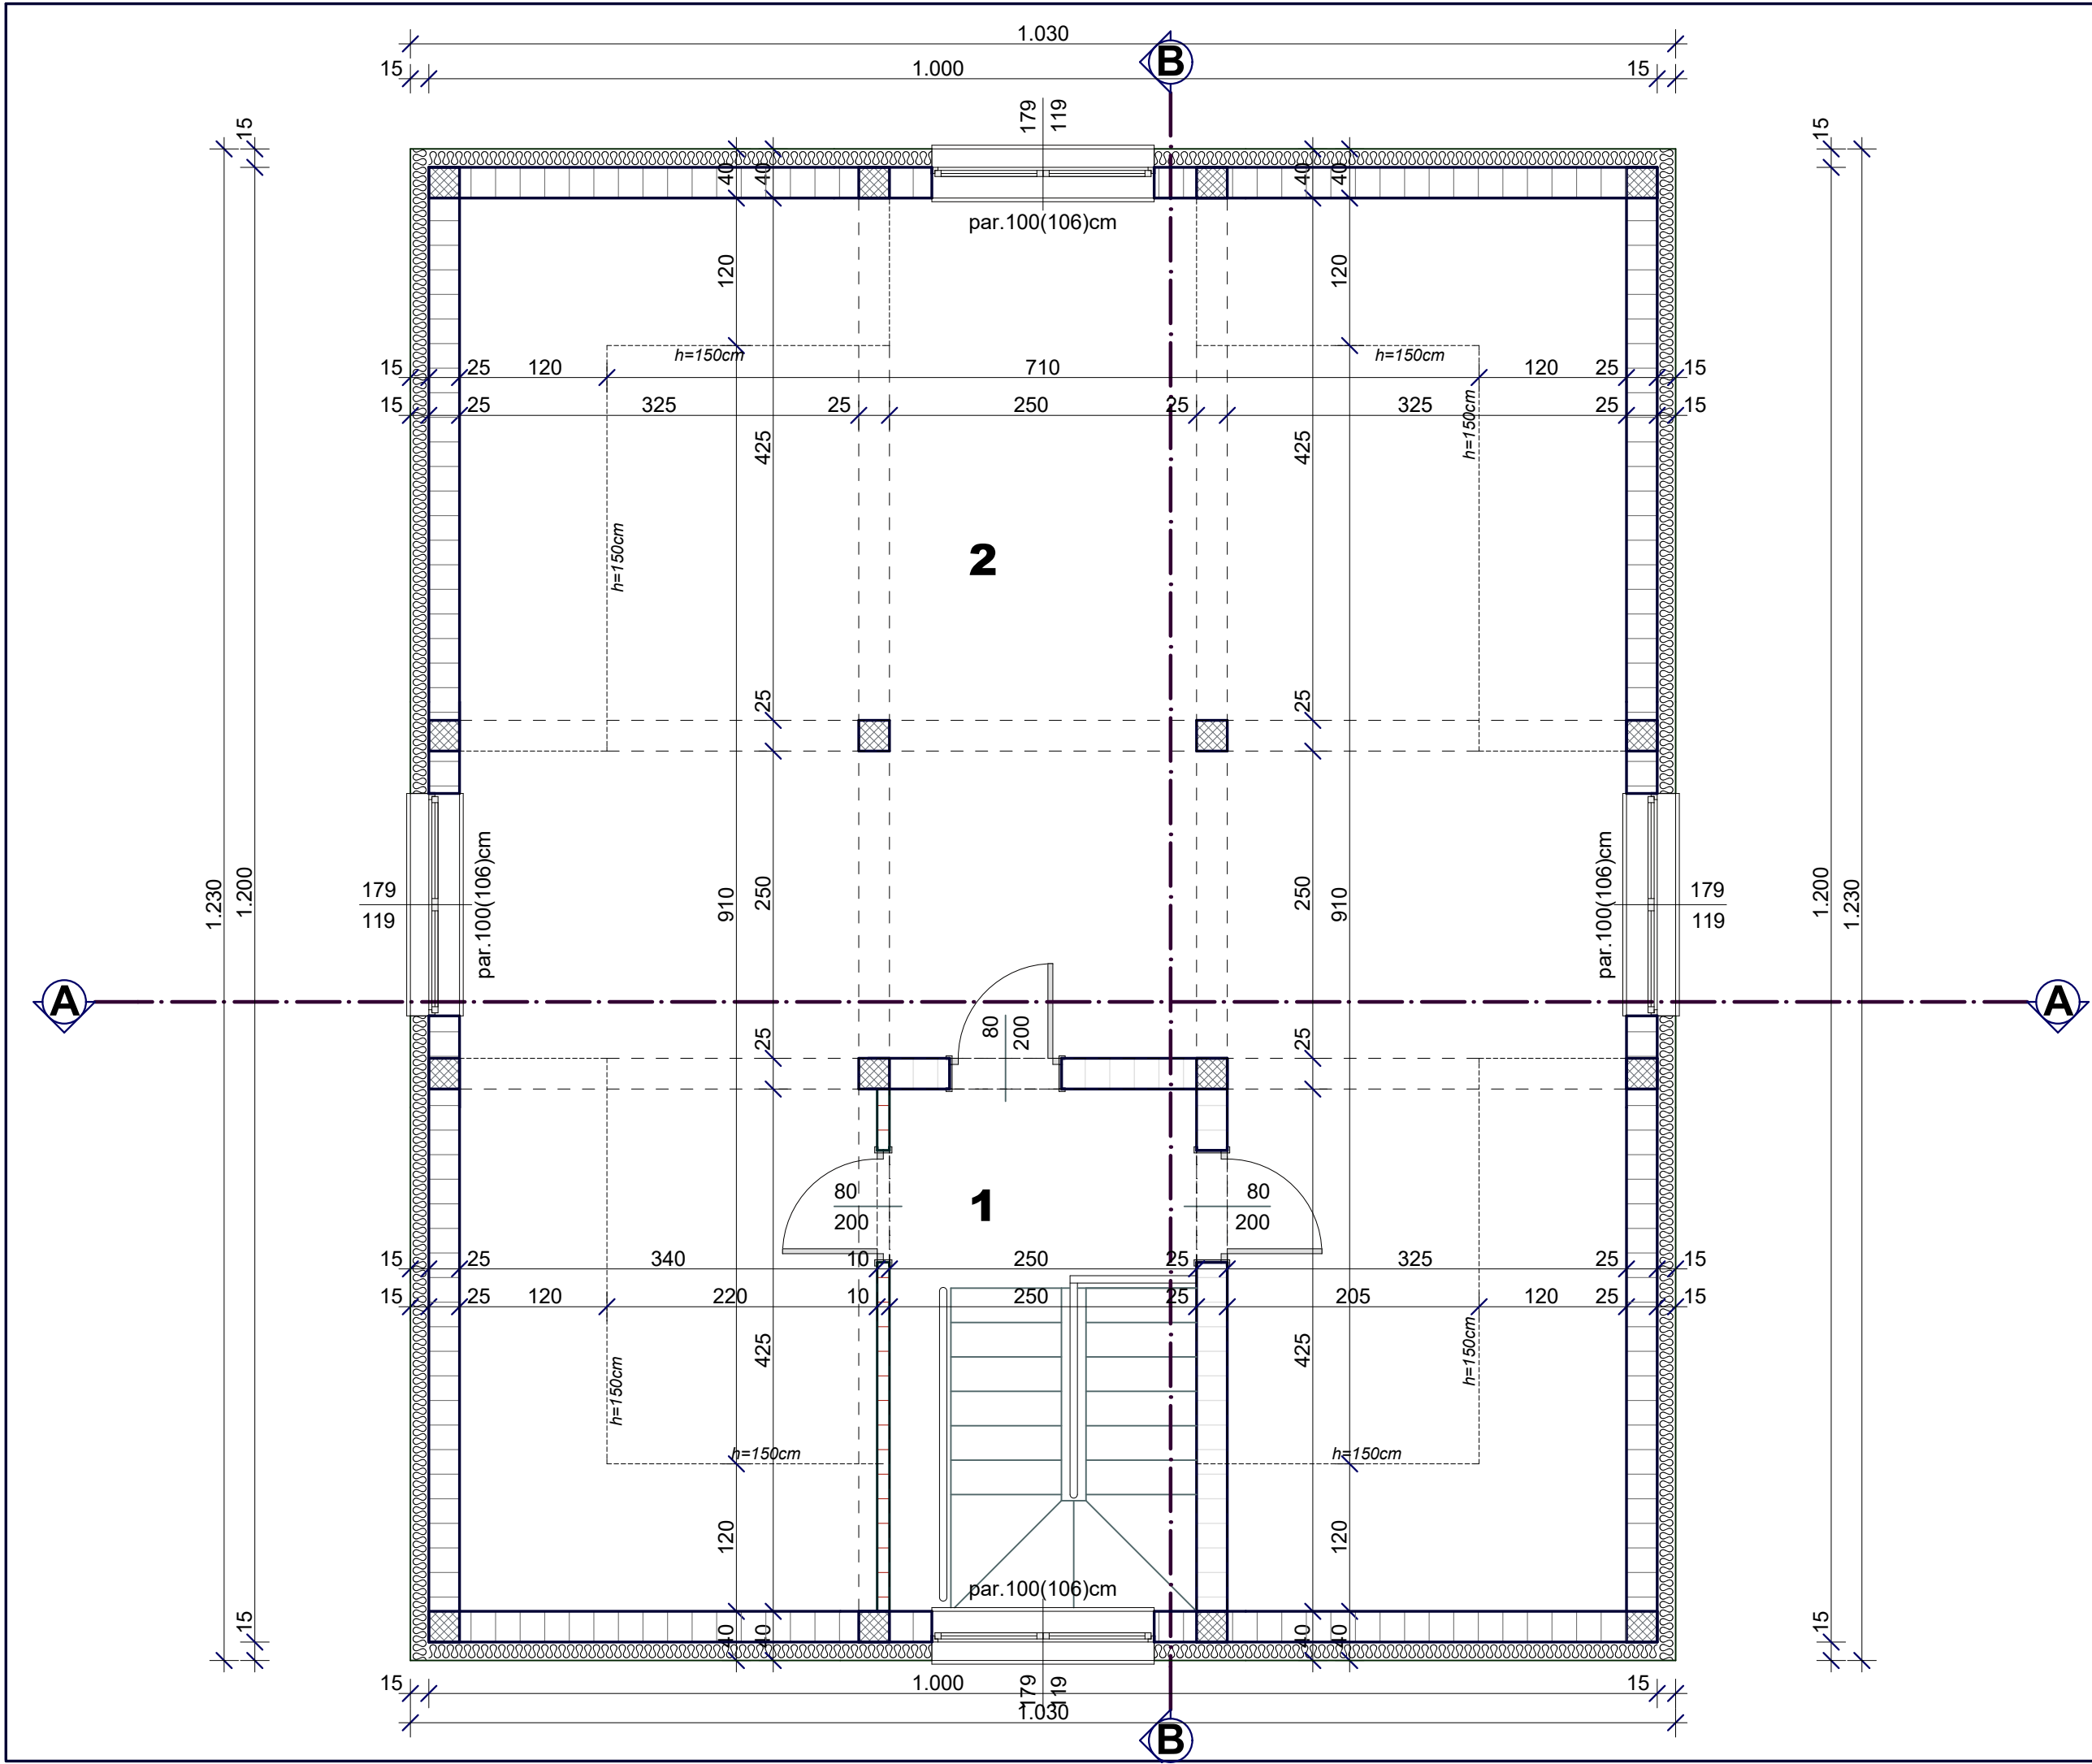 1.030
B
15 1.000 15
179
119
15 15
40 40 40 40
par.100(106)cm
120 120
h=150cm h=150cm
15 25 120 710 120 25 15
15 25 325 25 250 25 325 25 15
h=150cm
425 425
h=150cm
2
25 25
179
119
par.100(106)cm
par.100(106)cm
179
119
1.230 1.200 910 250 250 910 1.200 1.230
A A
80
200
25 25
80
200
1
80
200
15 25 340 10 250 25 325 25 15
15 25 120 220 10 250 25 205 120 25 15
425 425
h=150cm h=150cm
h=150cm h=150cm
120 120
par.100(106)cm
15 40 40 40 40 15
15 1.000 15
179
119
1.030
B